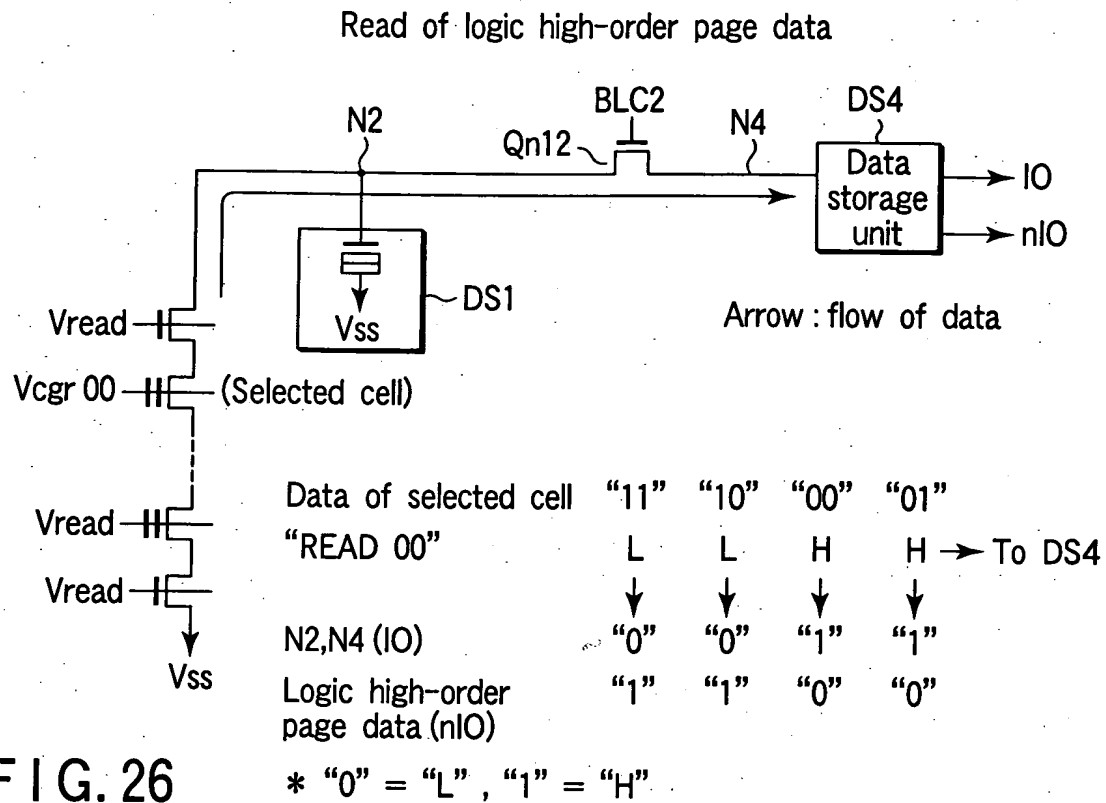 Read of logic high-order page data
BLC2
DS4
N2
Qn12
N4
Data
storage
unit
IO
nIO
DS1
Vss
Arrow : flow of data
Vread
Vcgr 00
(Selected cell)
Vread
Vread
Vss
Data of selected cell “11” “10” “00” “01”
“READ 00” L L H H To DS4
N2,N4 (IO) “0” “0” “1” “1”
Logic high-order “1” “1” “0” “0”
page data (nIO)
* “0” = “L” , “1” = “H”
FIG. 26